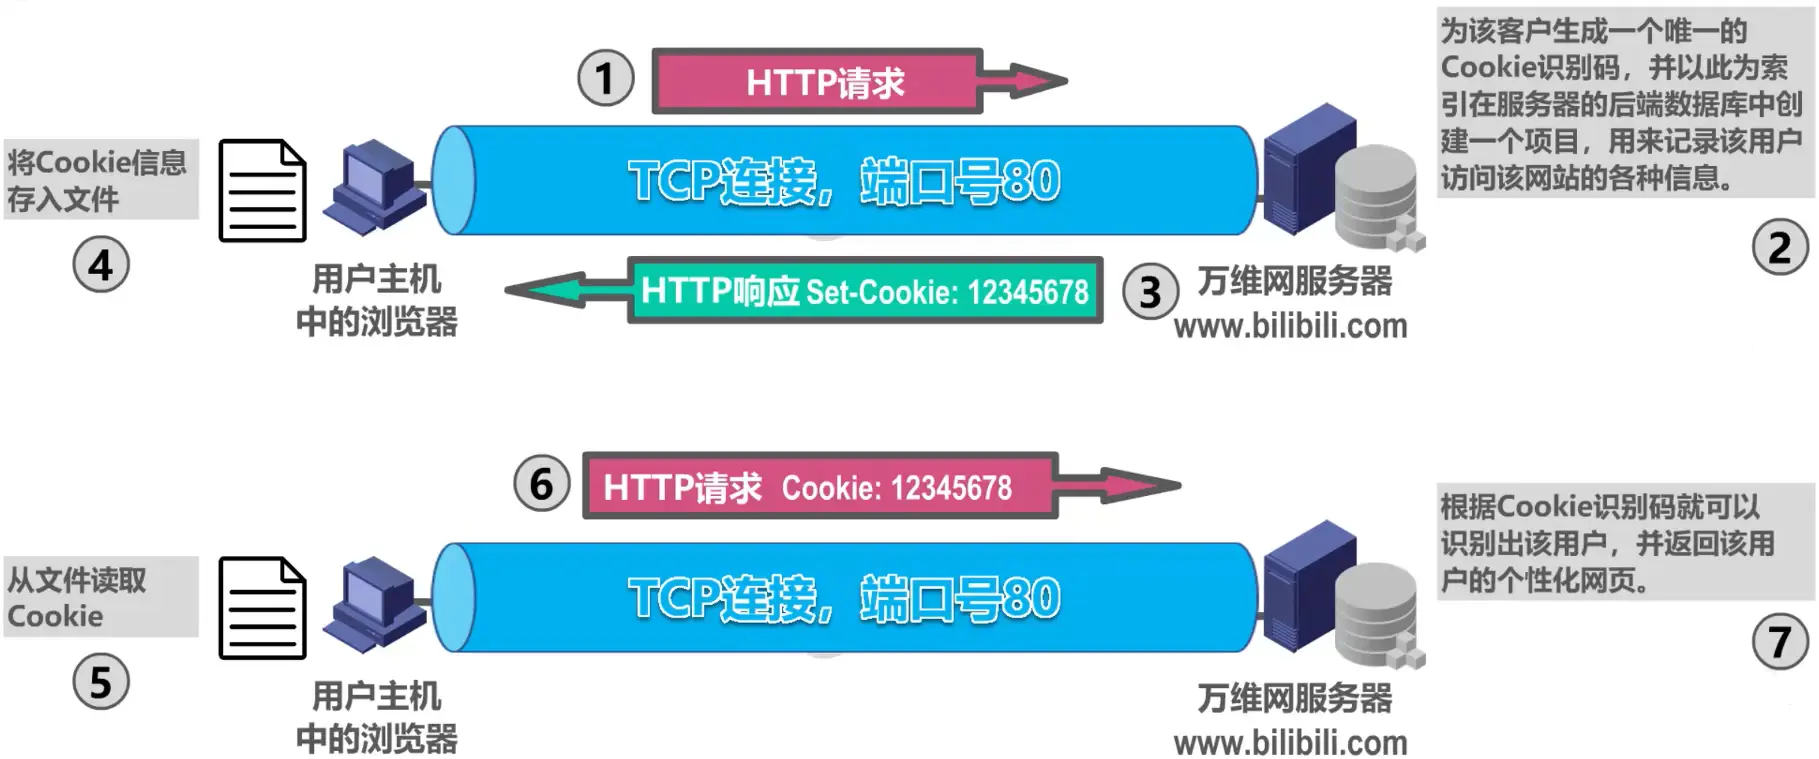 ① HTTP请求
为该客户生成一个唯一的
Cookie识别码，并以此为索
引在服务器的后端数据库中创
建一个项目，用来记录该用户
访问该网站的各种信息。
②
将Cookie信息
存入文件
④
TCP连接，端口号80
用户主机
中的浏览器
HTTP响应 Set-Cookie: 12345678 ③
万维网服务器
www.bilibili.com
⑥ HTTP请求 Cookie: 12345678
根据Cookie识别码就可以
识别出该用户，并返回该用
户的个性化网页。
⑦
从文件读取
Cookie
⑤
TCP连接，端口号80
用户主机
中的浏览器
万维网服务器
www.bilibili.com